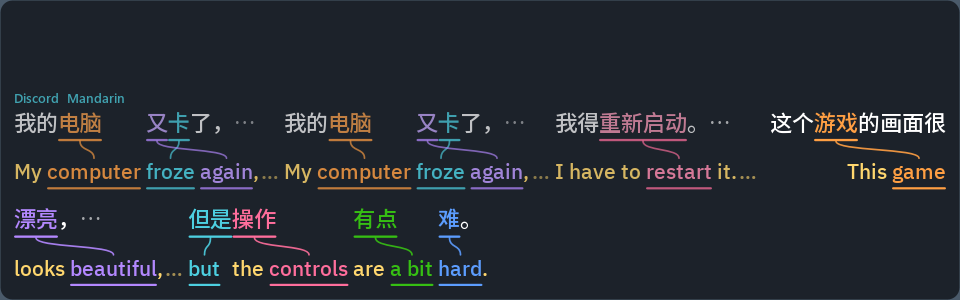 Discord Mandarin
我的电脑 又卡了，… 我的电脑 又卡了，… 我得重新启动。… 这个游戏的画面很
My computer froze again,... My computer froze again,... I have to restart it.... This game
漂亮，… 但是操作 有点 难。
looks beautiful,... but the controls are a bit hard.